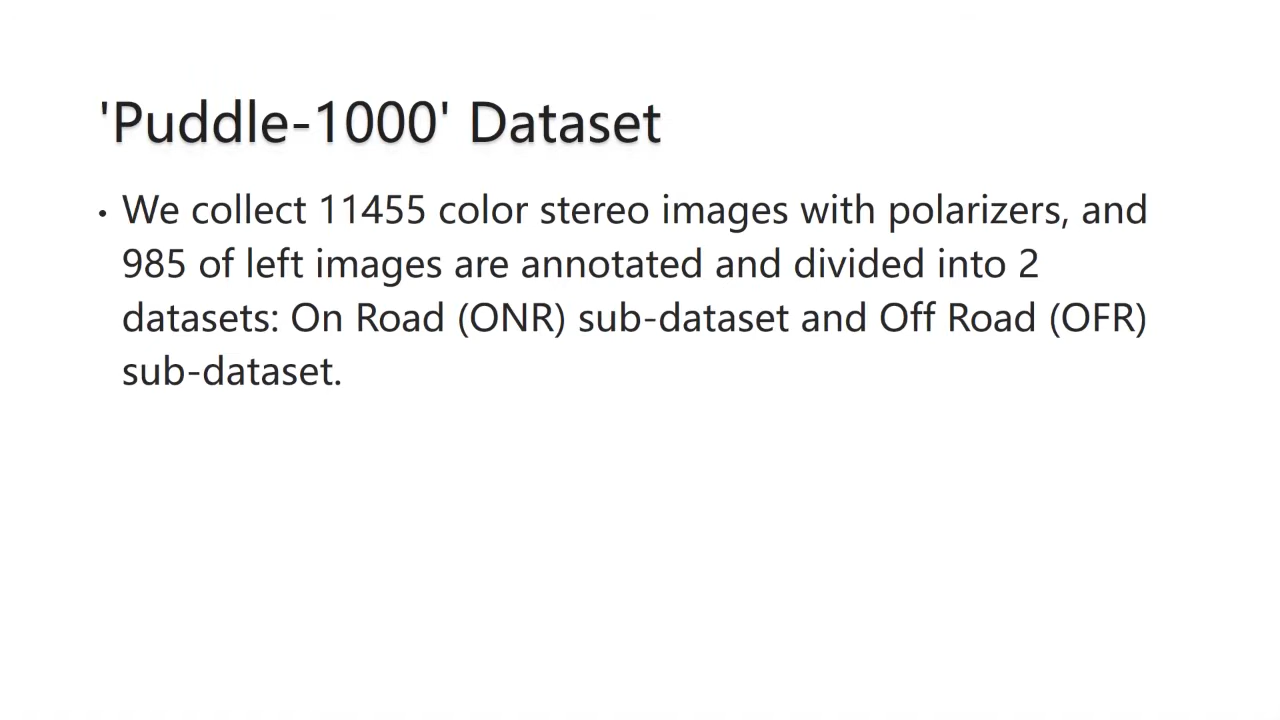 'Puddle-1000' Dataset
• We collect 11455 color stereo images with polarizers, and
985 of left images are annotated and divided into 2
datasets: On Road (ONR) sub-dataset and Off Road (OFR)
sub-dataset.